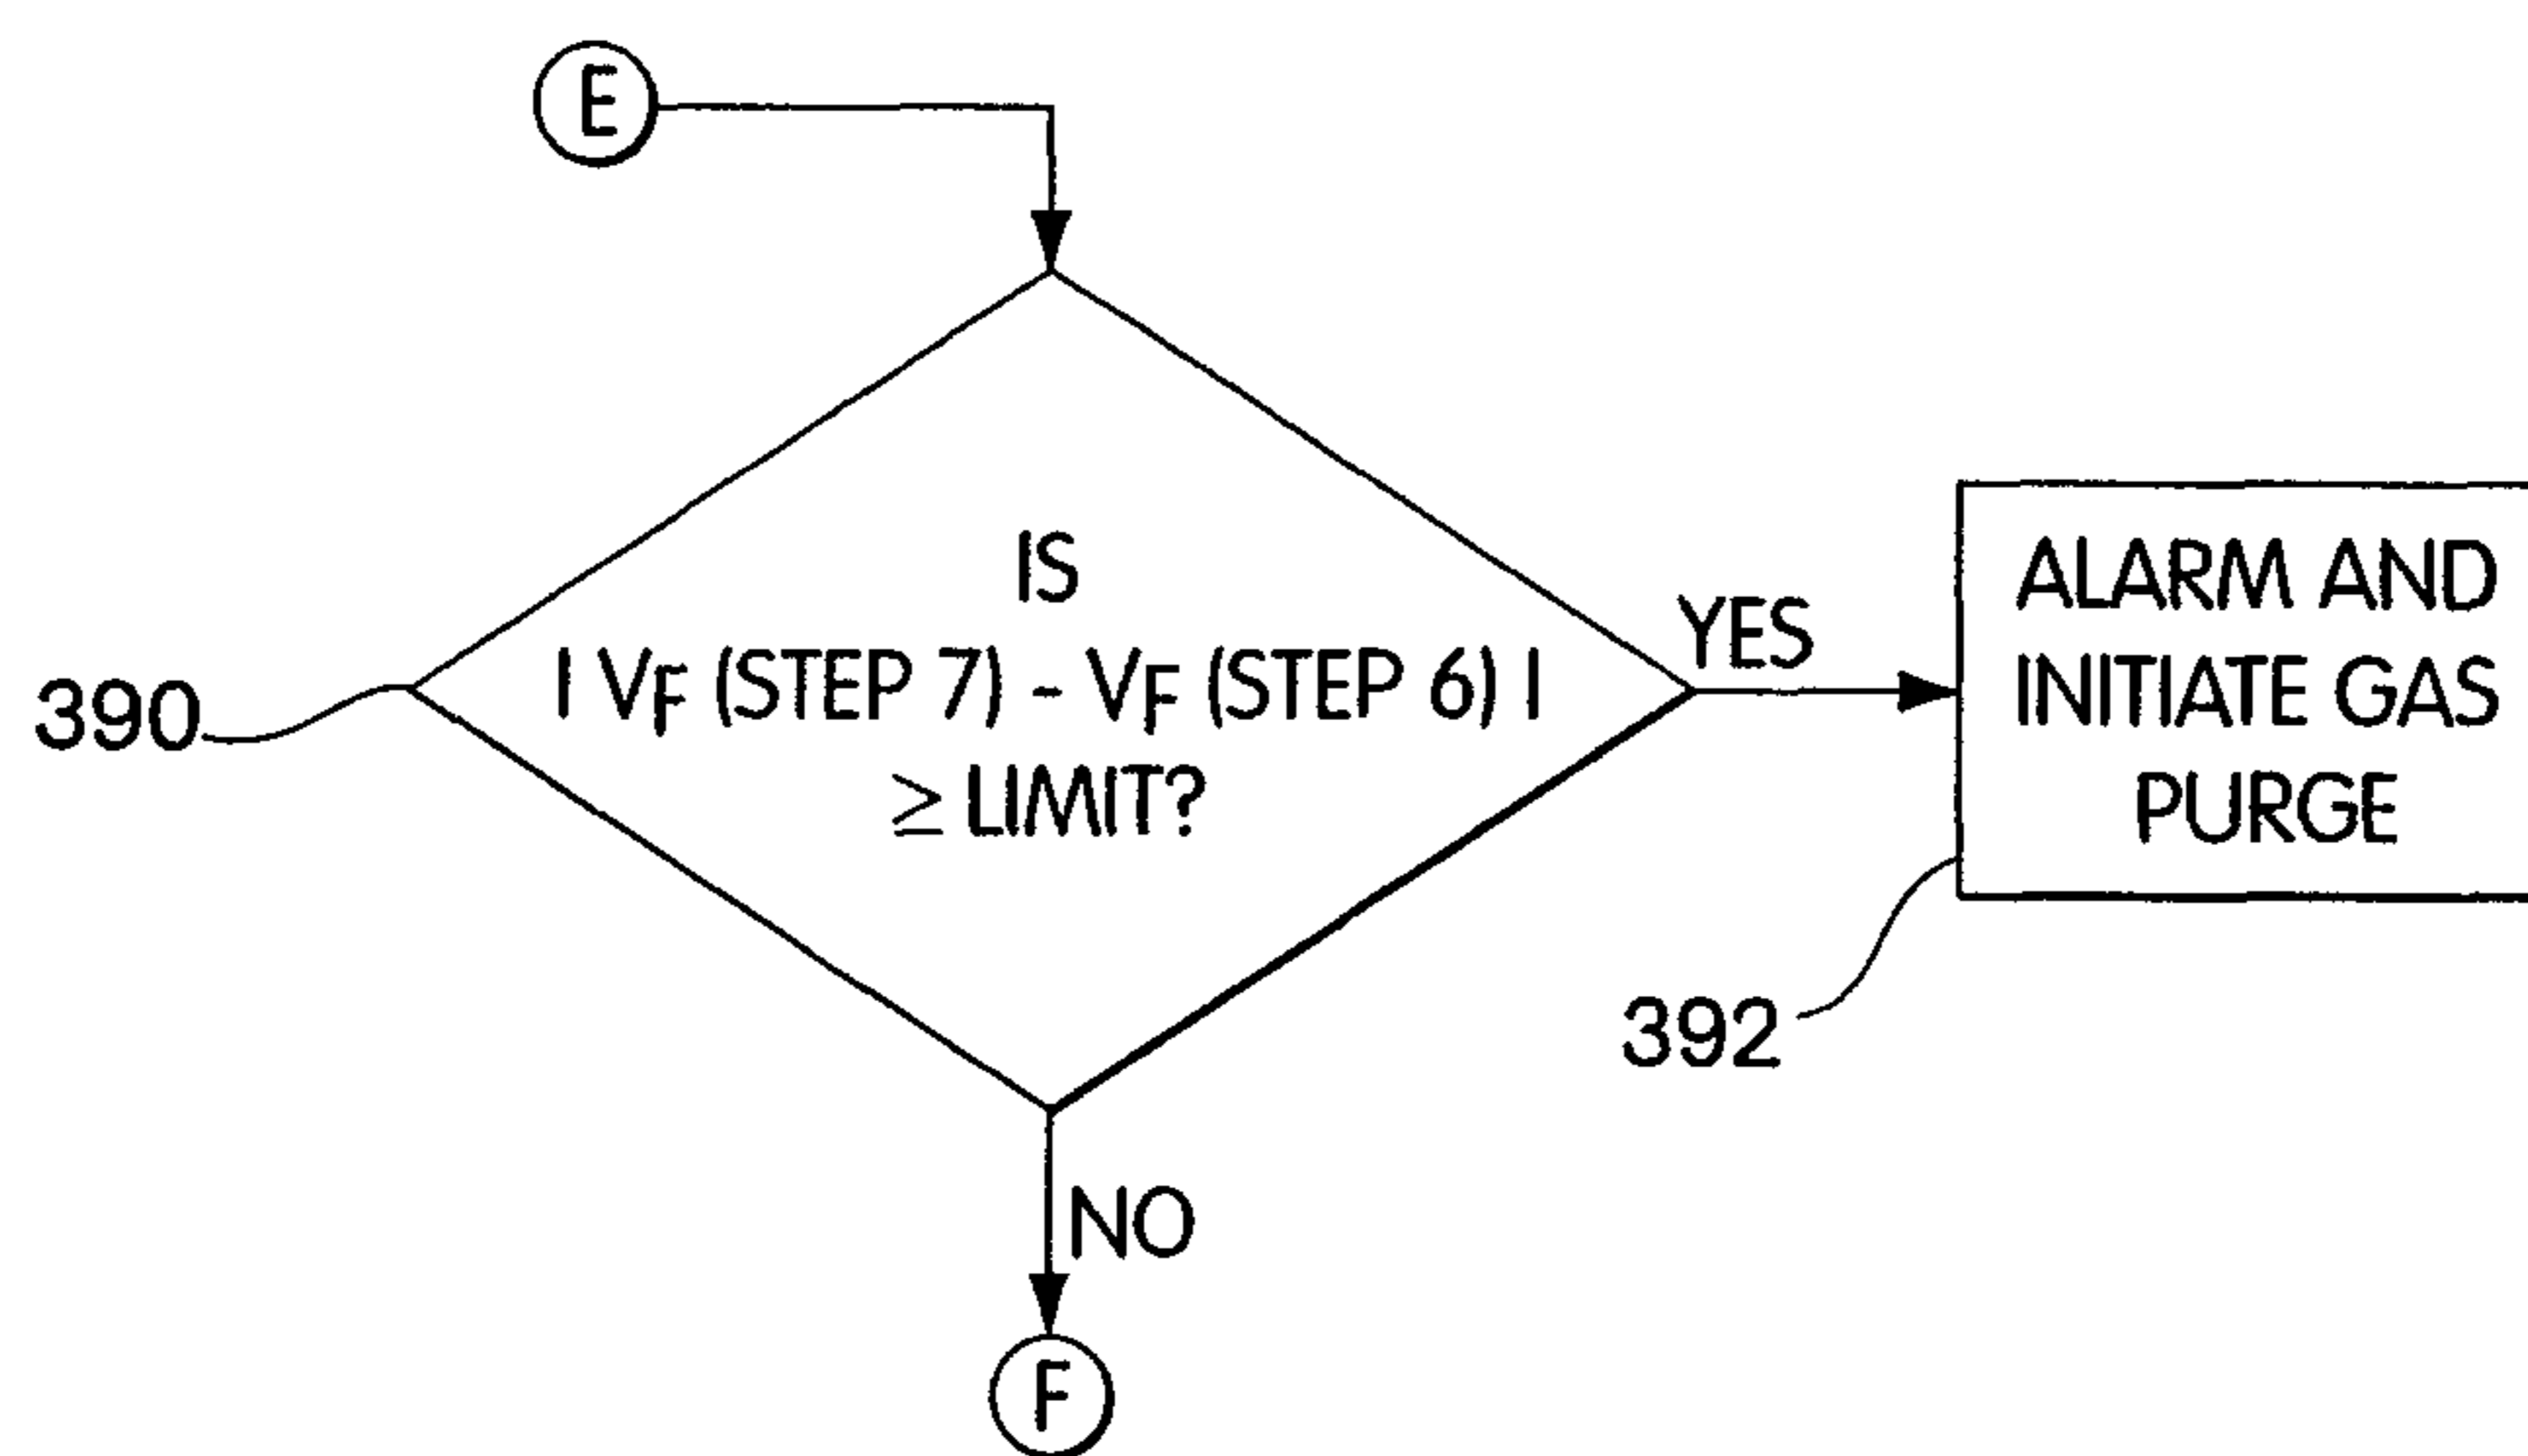 E
IS
| VF (STEP 7) - VF (STEP 6) |
≥ LIMIT?
390
YES
ALARM AND
INITIATE GAS
PURGE
392
NO
F